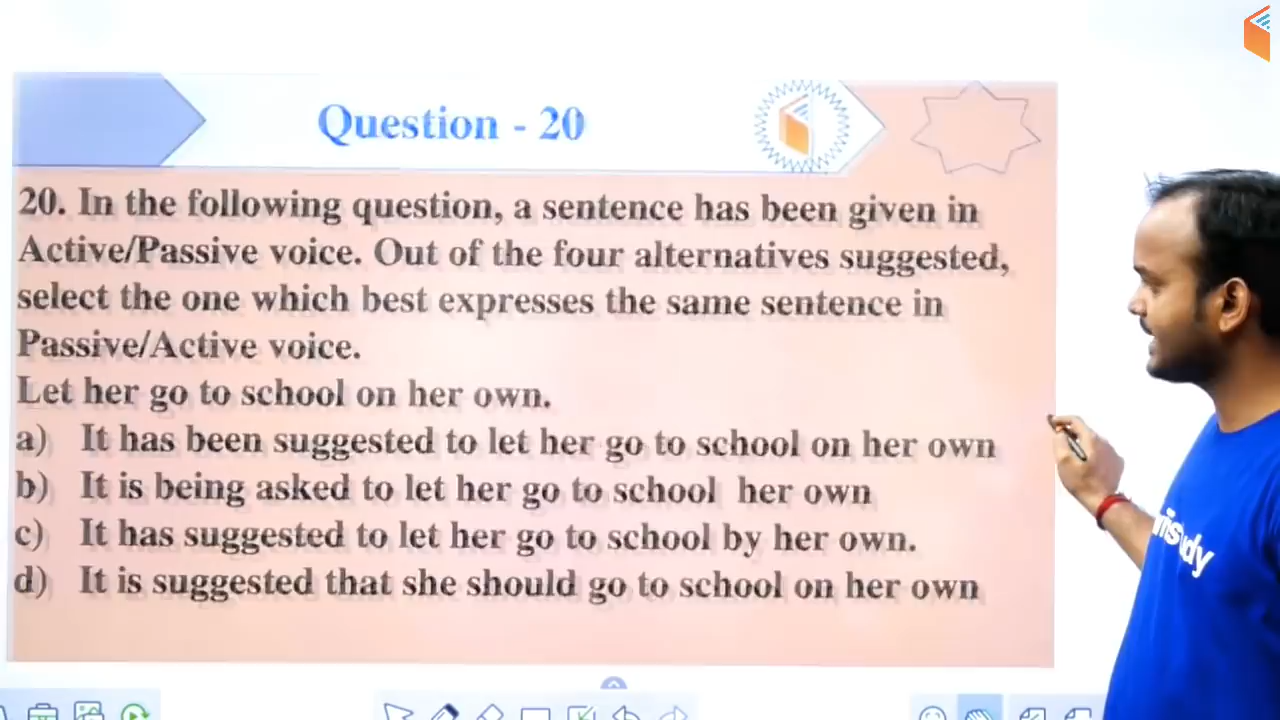 Question - 20
20. In the following question, a sentence has been given in
Active/Passive voice. Out of the four alternatives suggested,
select the one which best expresses the same sentence in
Passive/Active voice.
Let her go to school on her own.
a) It has been suggested to let her go to school on her own
b) It is being asked to let her go to school her own
c) It has suggested to let her go to school by her own.
d) It is suggested that she should go to school on her own